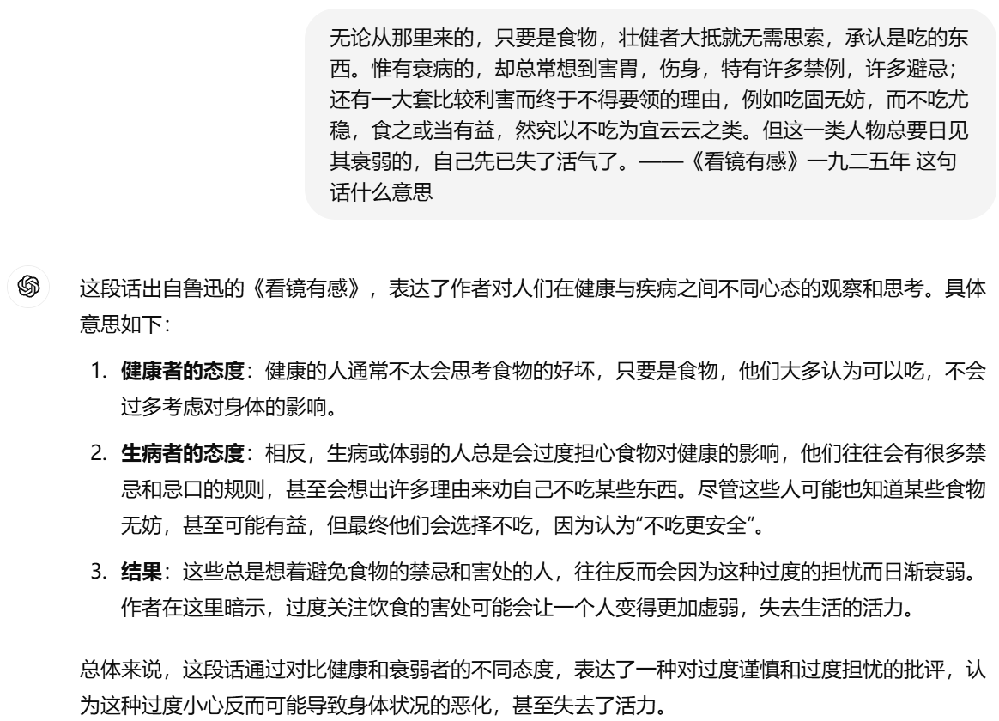 无论从那里来的，只要是食物，壮健者大抵就无需思索，承认是吃的东
西。惟有衰病的，却总常想到害胃，伤身，特有许多禁例，许多避忌；
还有一大套比较利害而终于不得要领的理由，例如吃固无妨，而不吃尤
稳，食之或当有益，然究以不吃为宜云云之类。但这一类人物总要日见
其衰弱的，自己先已失了活气了。——《看镜有感》一九二五年 这句
话什么意思
这段话出自鲁迅的《看镜有感》，表达了作者对人们在健康与疾病之间不同心态的观察和思考。具体
意思如下：
1. 健康者的态度：健康的人通常不太会思考食物的好坏，只要是食物，他们大多认为可以吃，不会
过多考虑对身体的影响。
2. 生病者的态度：相反，生病或体弱的人总是会过度担心食物对健康的影响，他们往往会有很多禁
忌和忌口的规则，甚至会想出许多理由来劝自己不吃某些东西。尽管这些人可能也知道某些食物
无妨，甚至可能有益，但最终他们会选择不吃，因为认为“不吃更安全”。
3. 结果：这些总是想着避免食物的禁忌和害处的人，往往反而会因为这种过度的担忧而日渐衰弱。
作者在这里暗示，过度关注饮食的害处可能会让一个人变得更加虚弱，失去生活的活力。
总体来说，这段话通过对比健康和衰弱者的不同态度，表达了一种对过度谨慎和过度担忧的批评，认
为这种过度小心反而可能导致身体状况的恶化，甚至失去了活力。